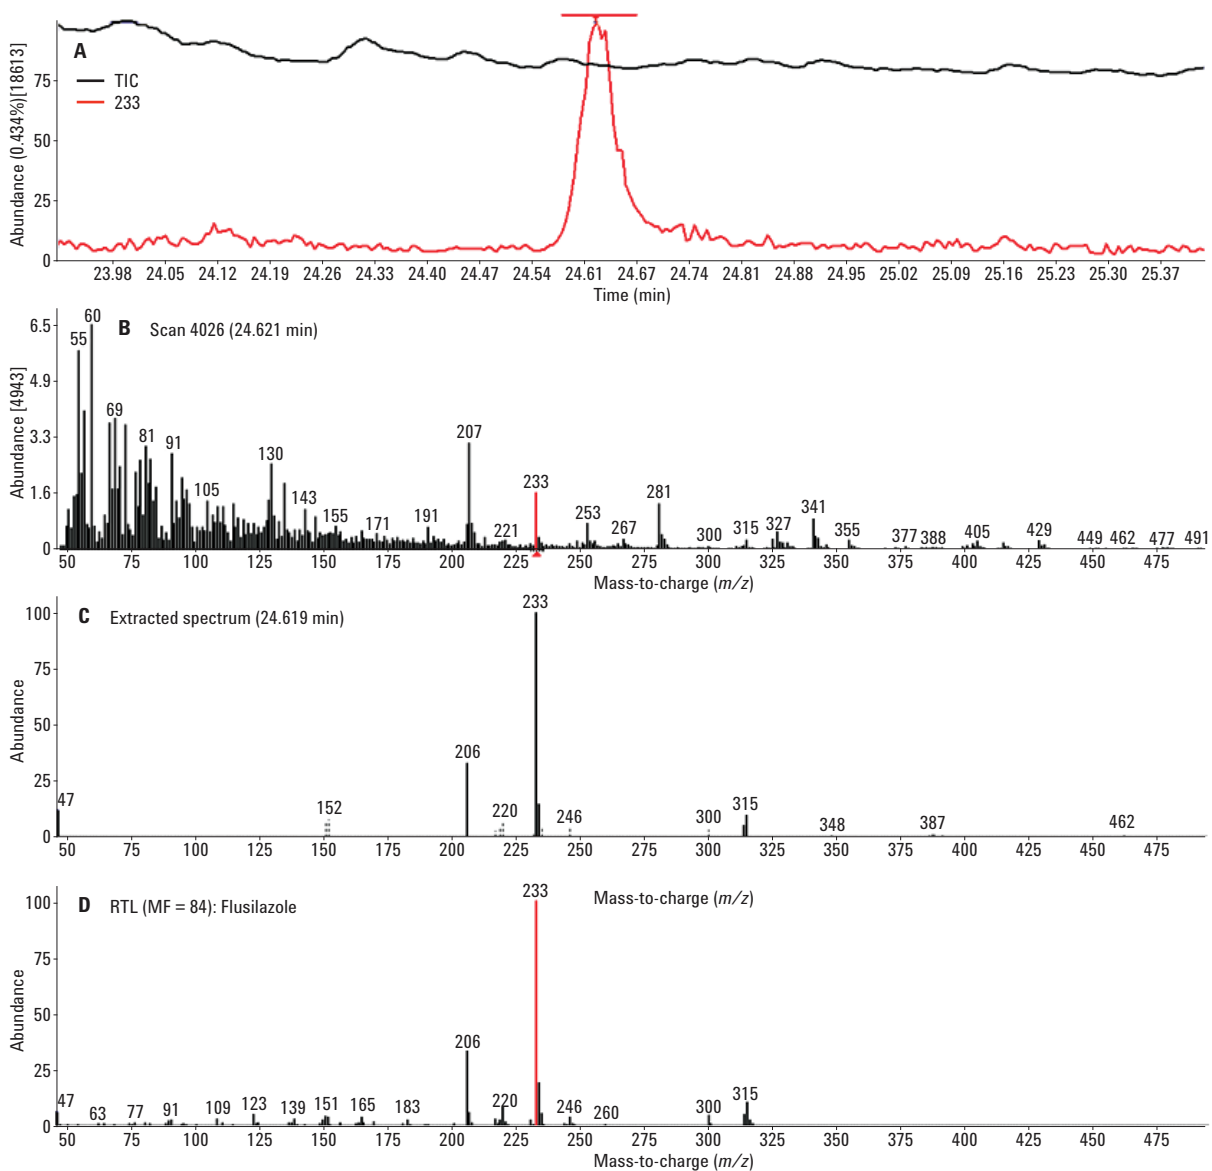 A
TIC
233
Abundance (0.434%)[18613]
75
50
25
0
23.98 24.05 24.12 24.19 24.26 24.33 24.40 24.47 24.54 24.61 24.67 24.74 24.81 24.88 24.95 25.02 25.09 25.16 25.23 25.30 25.37
Time (min)
B Scan 4026 (24.621 min)
Abundance [4943]
6.5
4.9
3.3
1.6
0
55 60 69 81 91 105 130 143 155 171 191 207 221 233 253 267 281 300 315 327 341 355 377 388 405 429 449 462 477 491
50 75 100 125 150 175 200 225 250 275 300 325 350 375 400 425 450 475
Mass-to-charge (m/z)
C Extracted spectrum (24.619 min)
Abundance
100
75
50
25
0
47 152 206 220 233 246 300 315 348 387 462
50 75 100 125 150 175 200 225 250 275 300 325 350 375 400 425 450 475
Mass-to-charge (m/z)
D RTL (MF = 84): Flusilazole
Abundance
100
75
50
25
0
47 63 77 91 109 123 139 151 165 183 206 220 233 246 260 300 315
50 75 100 125 150 175 200 225 250 275 300 325 350 375 400 425 450 475
Mass-to-charge (m/z)